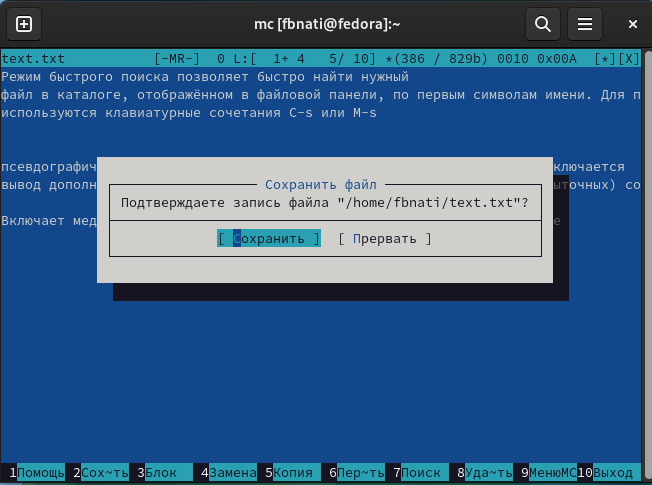 mc [fbnati@fedora]:~
text.txt [-MR-] 0 L:[ 1+ 4 5/ 10] *(386 / 829b) 0010 0x00A [*][X]
Режим быстрого поиска позволяет быстро найти нужный
файл в каталоге, отображённом в файловой панели, по первым символам имени. Для п
используются клавиатурные сочетания C-s или M-s
псевдографич ключается
вывод дополн ыточных) со
Включает мед е
Сохранить файл
Подтверждаете запись файла "/home/fbnati/text.txt"?
[ Сохранить ] [ Прервать ]
1Помощь 2Сох~ть 3Блок 4Замена 5Копия 6Пер~ть 7Поиск 8Уда~ть 9МенюMC 10Выход